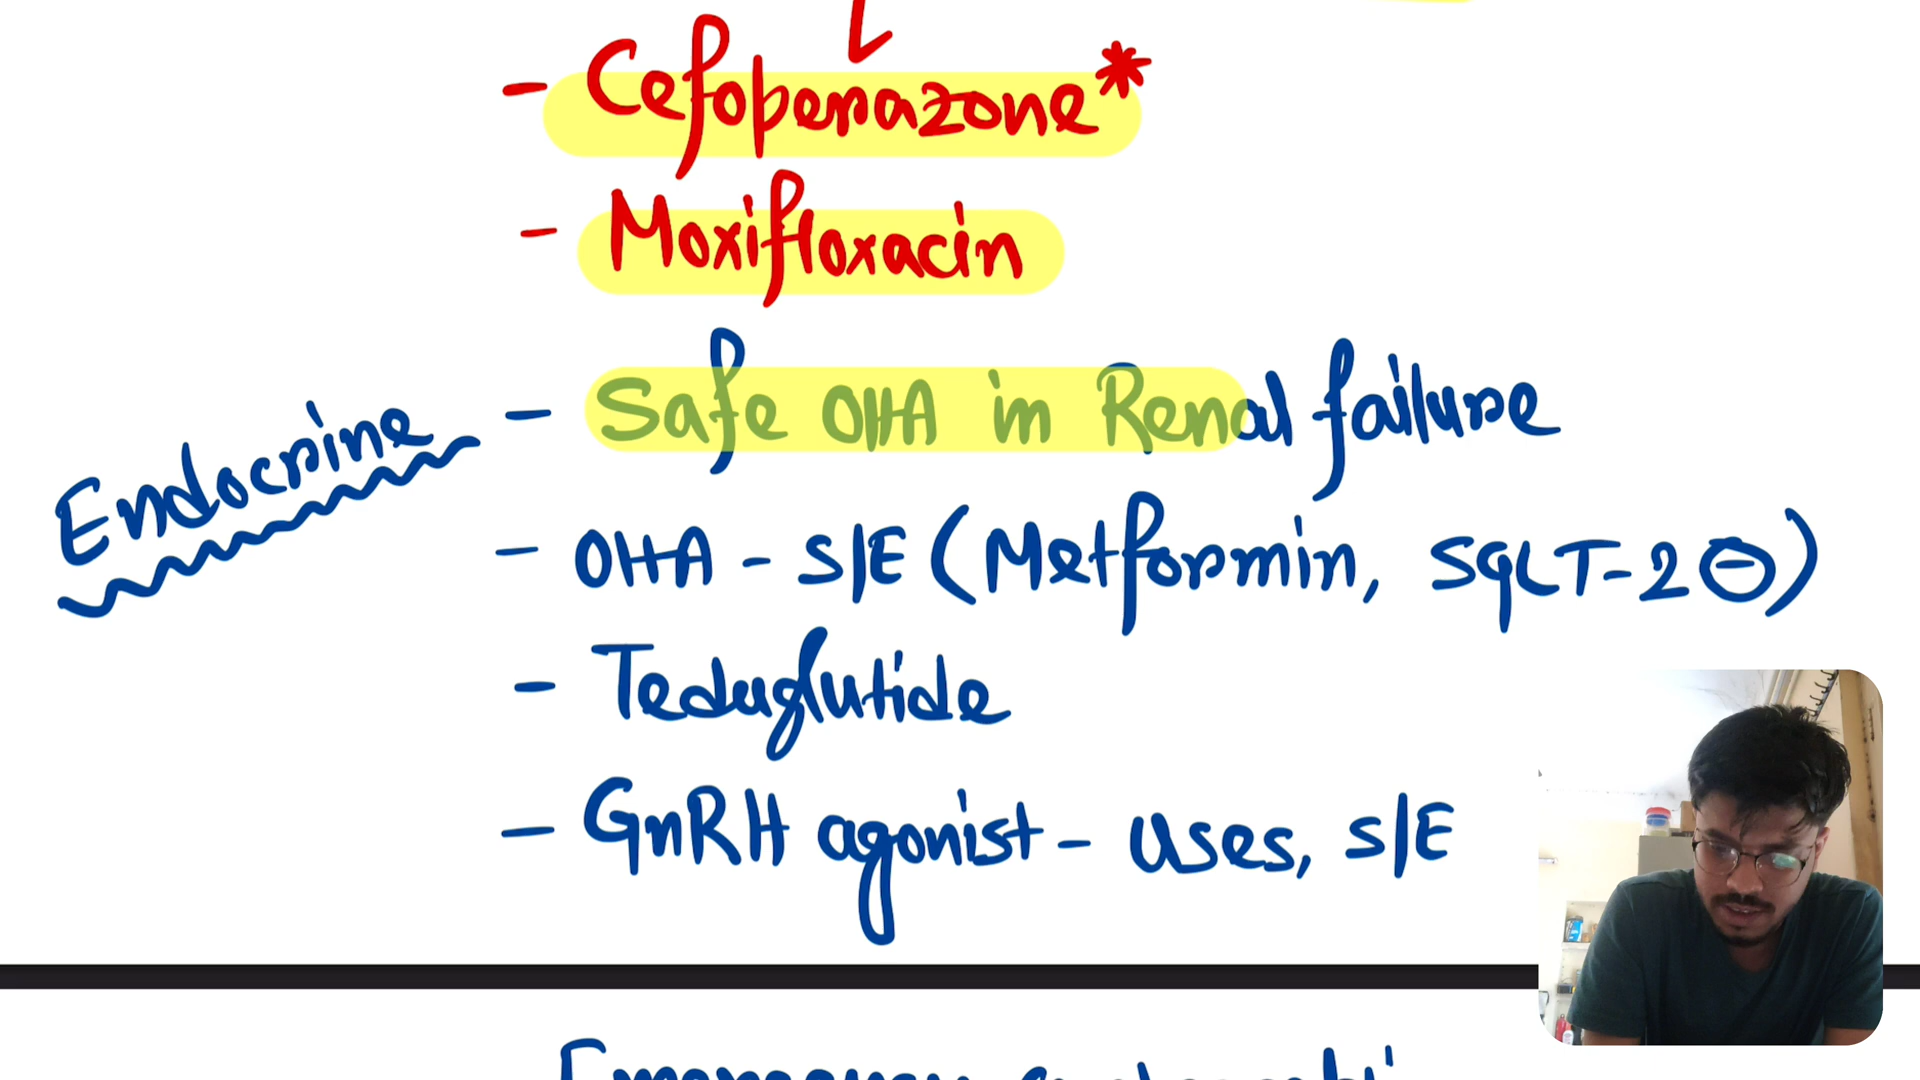 - Cefoperazone*
- Moxifloxacin
Endocrine - Safe OHA in Renal failure
- OHA - S/E (Metformin, SGLT-2 ⊖)
- Teduglutide
- GnRH agonist - uses, S/E